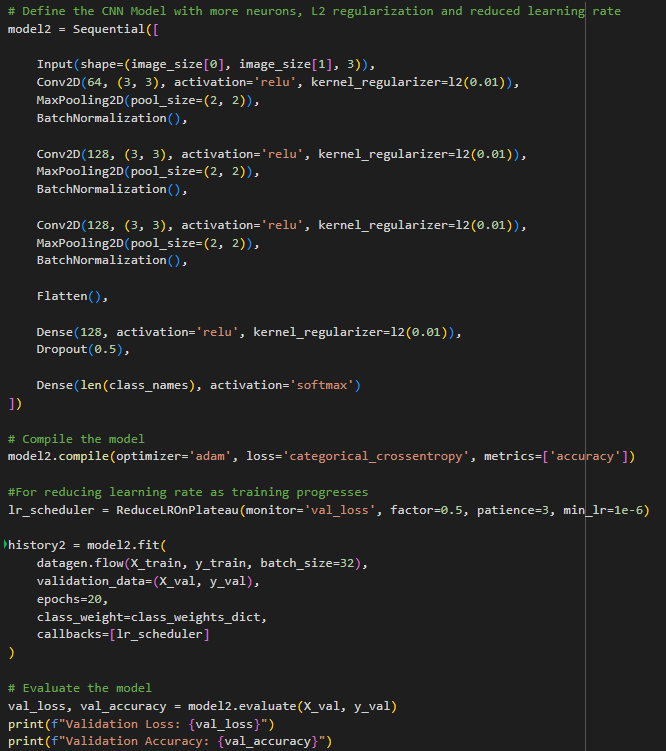 # Define the CNN Model with more neurons, L2 regularization and reduced learning rate
model2 = Sequential([
Input(shape=(image_size[0], image_size[1], 3)),
Conv2D(64, (3, 3), activation='relu', kernel_regularizer=l2(0.01)),
MaxPooling2D(pool_size=(2, 2)),
BatchNormalization(),
Conv2D(128, (3, 3), activation='relu', kernel_regularizer=l2(0.01)),
MaxPooling2D(pool_size=(2, 2)),
BatchNormalization(),
Conv2D(128, (3, 3), activation='relu', kernel_regularizer=l2(0.01)),
MaxPooling2D(pool_size=(2, 2)),
BatchNormalization(),
Flatten(),
Dense(128, activation='relu', kernel_regularizer=l2(0.01)),
Dropout(0.5),
Dense(len(class_names), activation='softmax')
])
# Compile the model
model2.compile(optimizer='adam', loss='categorical_crossentropy', metrics=['accuracy'])
#For reducing learning rate as training progresses
lr_scheduler = ReduceLROnPlateau(monitor='val_loss', factor=0.5, patience=3, min_lr=1e-6)
history2 = model2.fit(
datagen.flow(X_train, y_train, batch_size=32),
validation_data=(X_val, y_val),
epochs=20,
class_weight=class_weights_dict,
callbacks=[lr_scheduler]
)
# Evaluate the model
val_loss, val_accuracy = model2.evaluate(X_val, y_val)
print(f"Validation Loss: {val_loss}")
print(f"Validation Accuracy: {val_accuracy}")